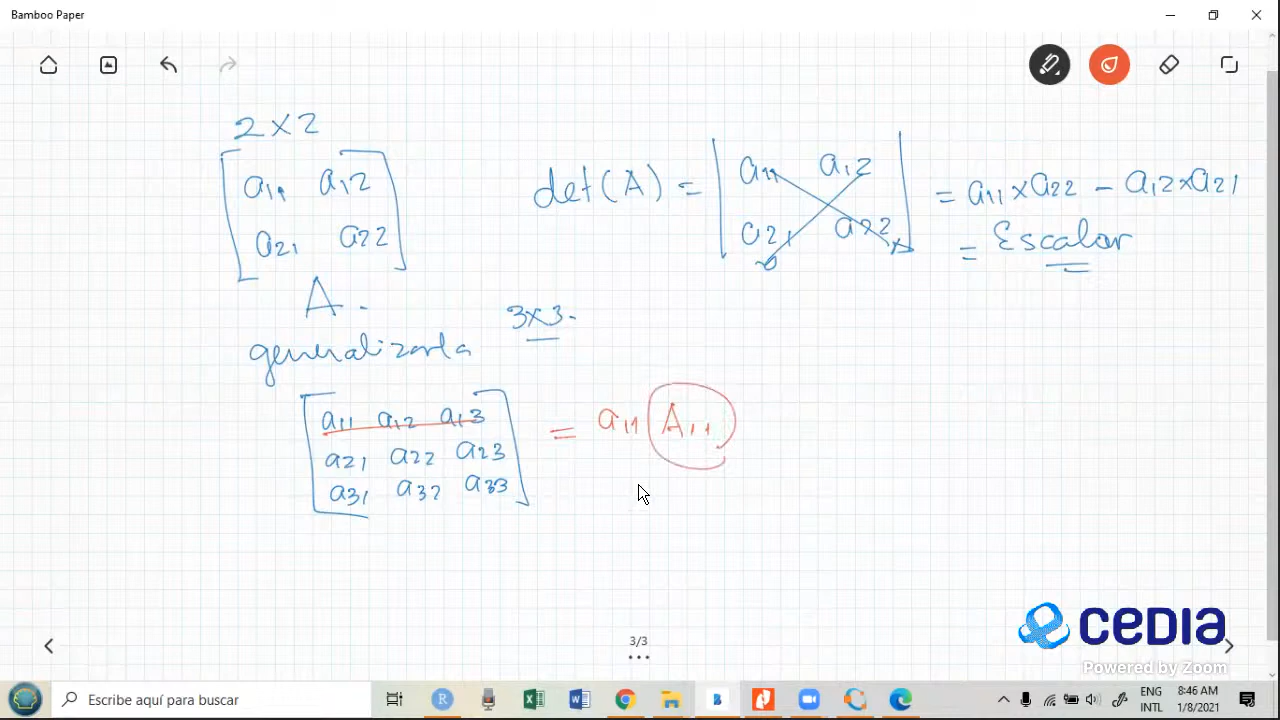 Bamboo Paper
2 x 2
a11 a12
a21 a22
A
det(A) = a11 a12 = a11 x a22 - a12 x a21
a21 a22
= Escalar
generalizarla
3x3
a11 a12 a13 = a11 A11
a21 a22 a23
a31 a32 a33
3/3
CEDIA
Powered by Zoom
Escribe aquí para buscar
R
B
ENG
INTL
8:46 AM
1/8/2021